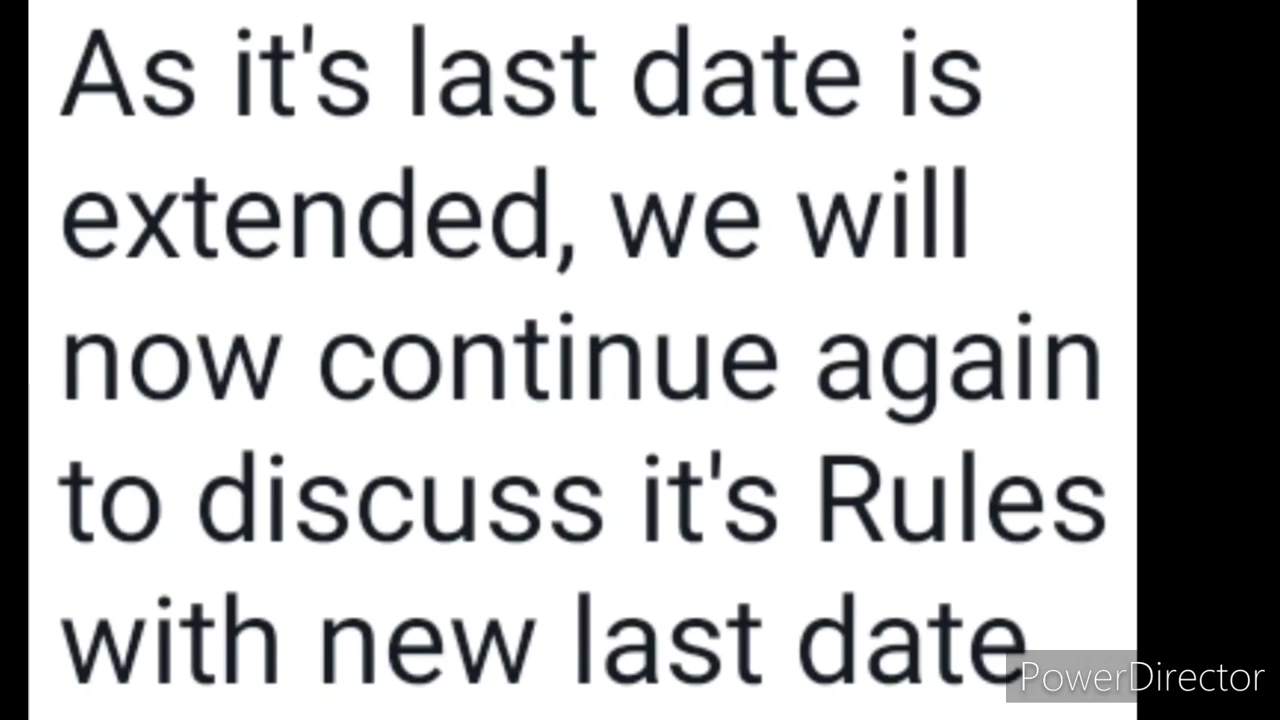 As it's last date is
extended, we will
now continue again
to discuss it's Rules
with new last date
PowerDirector